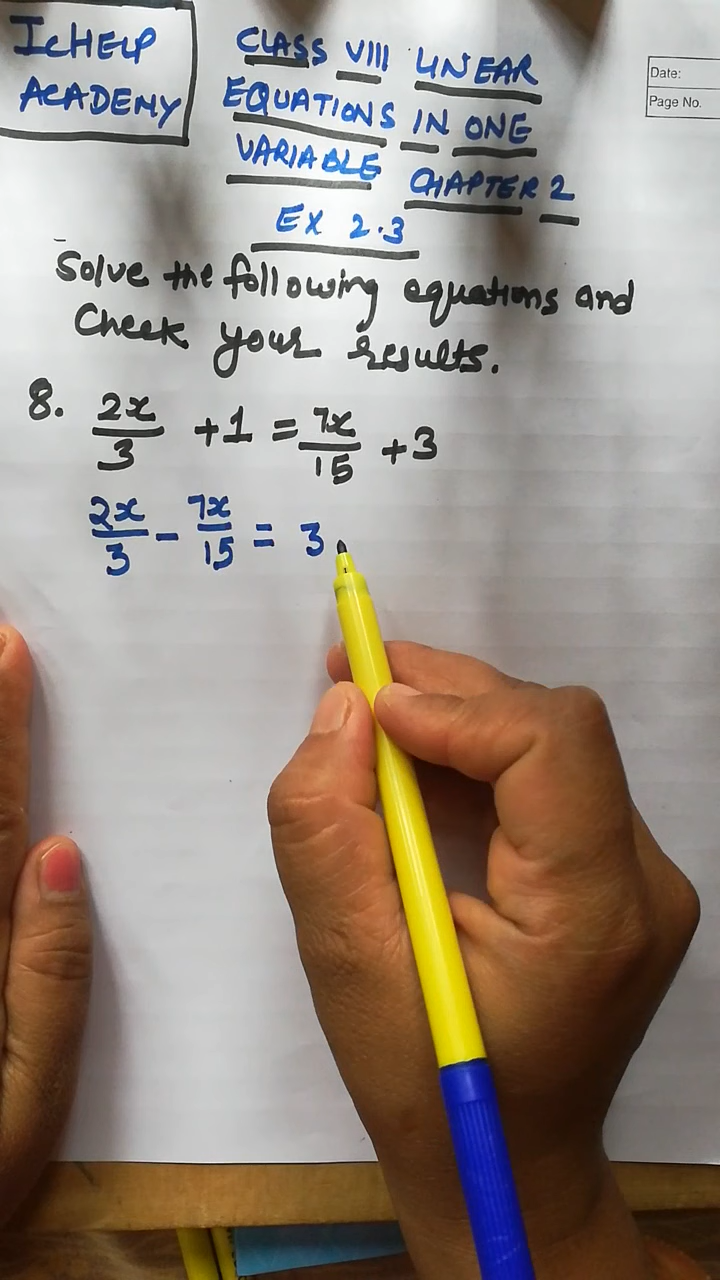 IcHELP
ACADEMY
CLASS VIII LINEAR
EQUATIONS IN ONE
VARIABLE CHAPTER 2
EX 2.3
Date:
Page No.
Solve the following equations and
Check your results.
8. 2x/3 + 1 = 7x/15 + 3
2x/3 - 7x/15 = 3